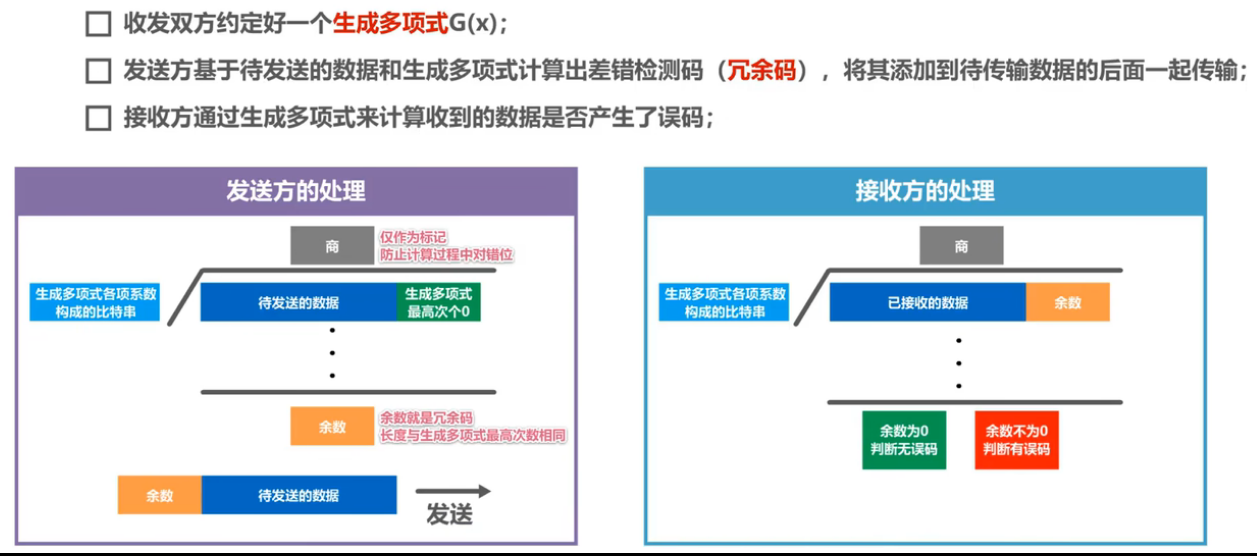 收发双方约定好一个生成多项式G(x)；
发送方基于待发送的数据和生成多项式计算出差错检测码（冗余码），将其添加到待传输数据的后面一起传输；
接收方通过生成多项式来计算收到的数据是否产生了误码；
发送方的处理
商
仅作为标记
防止计算过程中对错位
生成多项式各项系数
构成的比特串
待发送的数据
生成多项式
最高次个0
余数
余数就是冗余码
长度与生成多项式最高次数相同
余数
待发送的数据
发送
接收方的处理
商
生成多项式各项系数
构成的比特串
已接收的数据
余数
余数为0
判断无误码
余数不为0
判断有误码